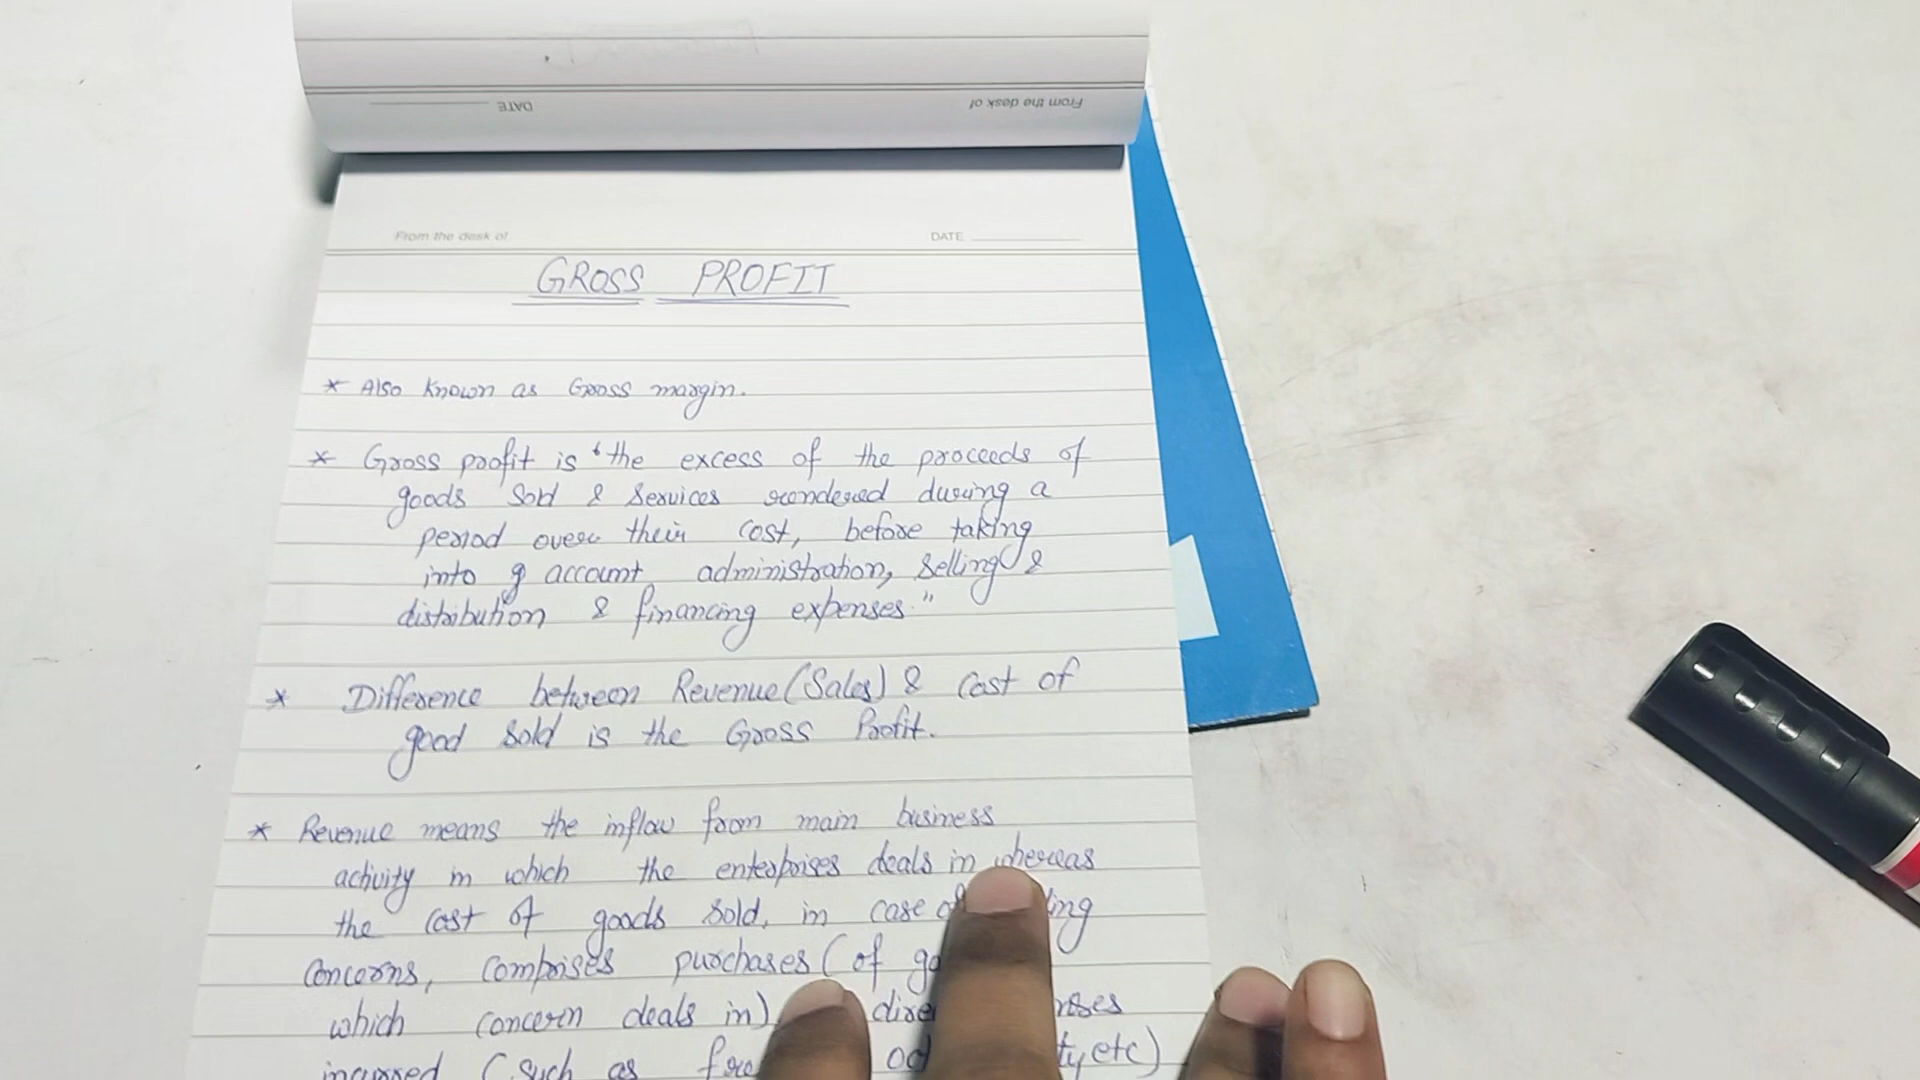 DATE
From the desk of
From the desk of
DATE
GROSS PROFIT
* Also Known as Gross margin.
* Gross profit is "the excess of the proceeds of
goods sold & services rendered during a
period over their cost, before taking
into account administration, selling &
distribution & financing expenses."
* Difference between Revenue (Sales) & cost of
good sold is the Gross Profit.
* Revenue means the inflow from main business
activity in which the enterprises deals in whereas
the cost of goods sold, in case
concerns, comprises purchases (of
which concern deals in)
incurred (such as etc)